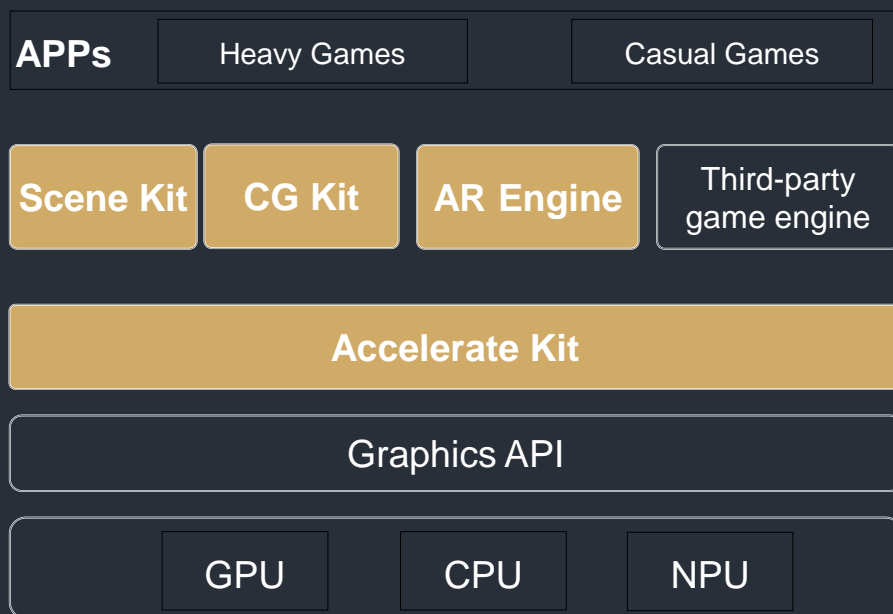 APPs
Heavy Games
Casual Games
Scene Kit
CG Kit
AR Engine
Third-party
game engine
Accelerate Kit
Graphics API
GPU
CPU
NPU